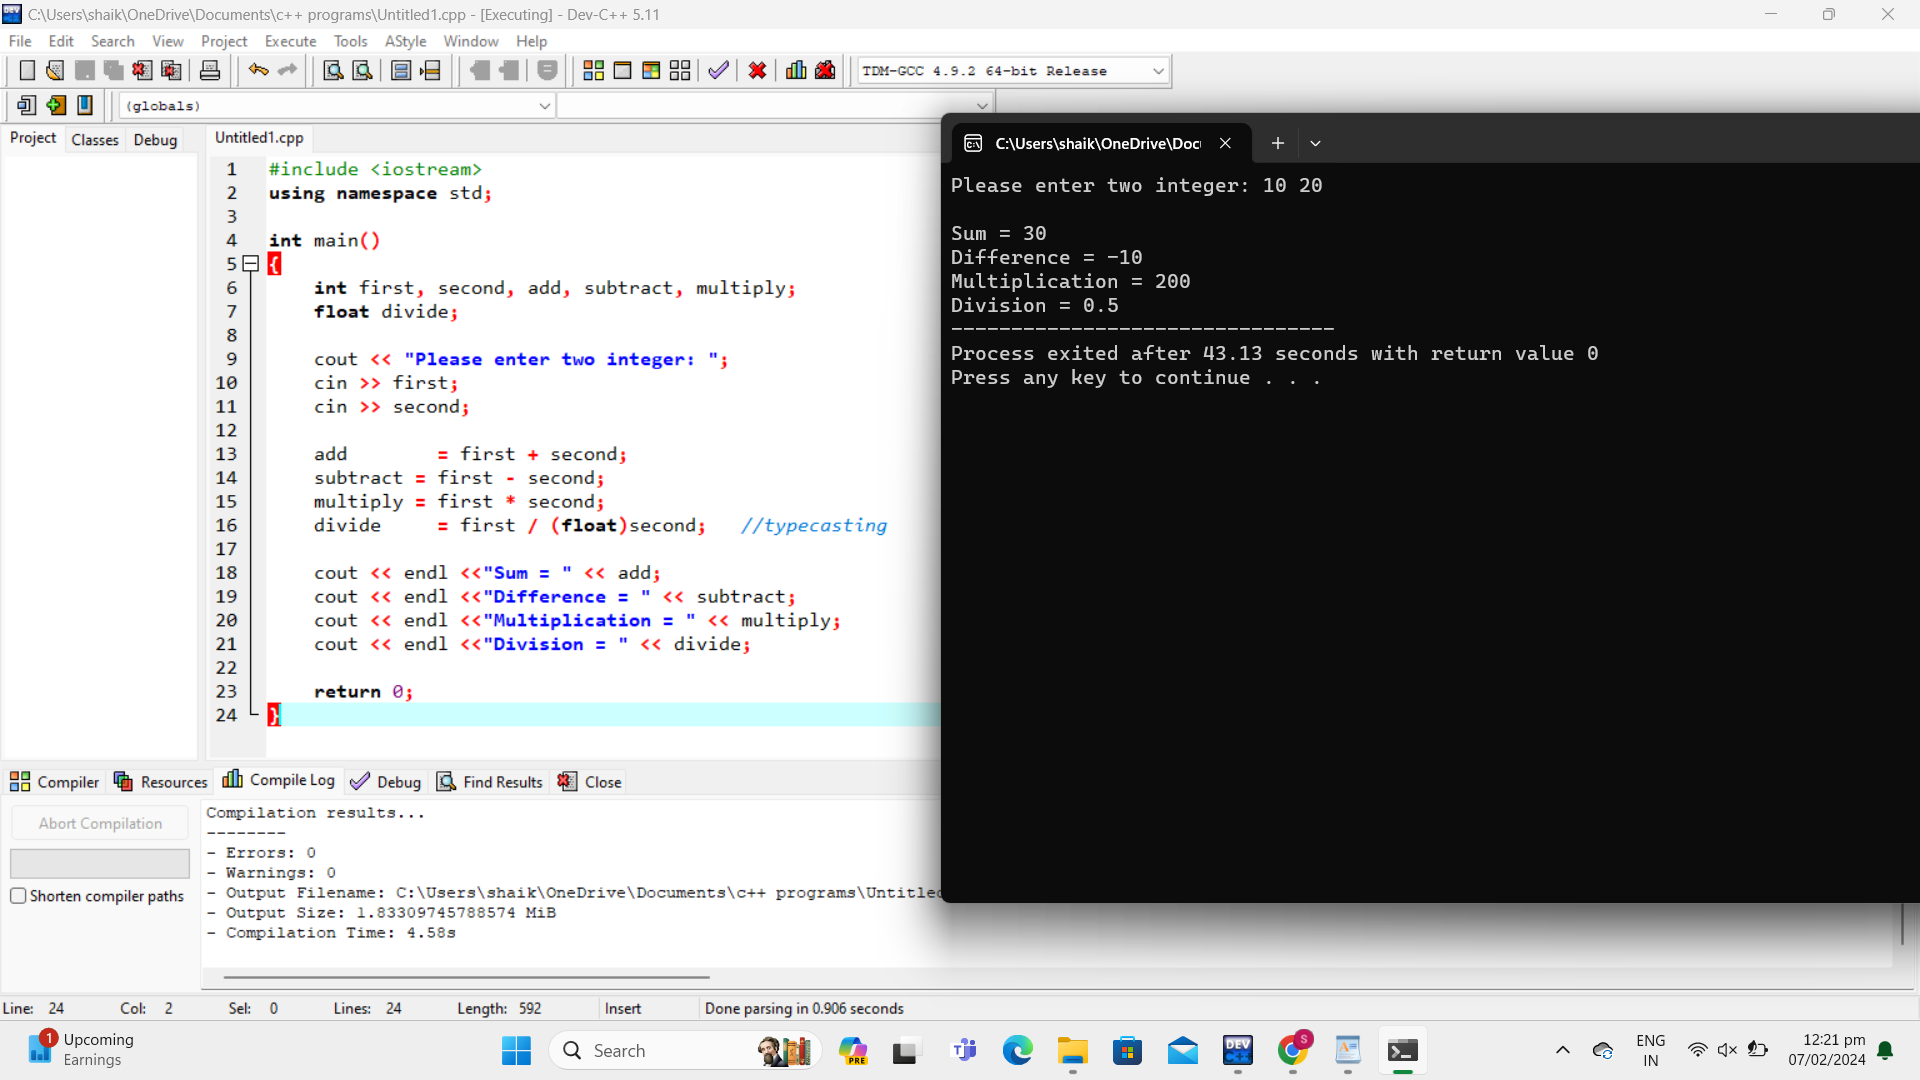 C:\Users\shaik\OneDrive\Documents\c++ programs\Untitled1.cpp - [Executing] - Dev-C++ 5.11
File Edit Search View Project Execute Tools AStyle Window Help
TDM-GCC 4.9.2 64-bit Release
(globals)
Project Classes Debug
Untitled1.cpp
1 #include <iostream>
2 using namespace std;
3
4 int main()
5 {
6 int first, second, add, subtract, multiply;
7 float divide;
8
9 cout << "Please enter two integer: ";
10 cin >> first;
11 cin >> second;
12
13 add = first + second;
14 subtract = first - second;
15 multiply = first * second;
16 divide = first / (float)second; //typecasting
17
18 cout << endl <<"Sum = " << add;
19 cout << endl <<"Difference = " << subtract;
20 cout << endl <<"Multiplication = " << multiply;
21 cout << endl <<"Division = " << divide;
22
23 return 0;
24 }
C:\Users\shaik\OneDrive\Doc
Please enter two integer: 10 20
Sum = 30
Difference = -10
Multiplication = 200
Division = 0.5
--------------------------------
Process exited after 43.13 seconds with return value 0
Press any key to continue . . .
Compiler Resources Compile Log Debug Find Results Close
Abort Compilation
Shorten compiler paths
Compilation results...
--------
- Errors: 0
- Warnings: 0
- Output Filename: C:\Users\shaik\OneDrive\Documents\c++ programs\Untitled
- Output Size: 1.83309745788574 MiB
- Compilation Time: 4.58s
Line: 24 Col: 2 Sel: 0 Lines: 24 Length: 592 Insert Done parsing in 0.906 seconds
1
Upcoming
Earnings
Search
PRE
DEV
S
ENG
IN
12:21 pm
07/02/2024